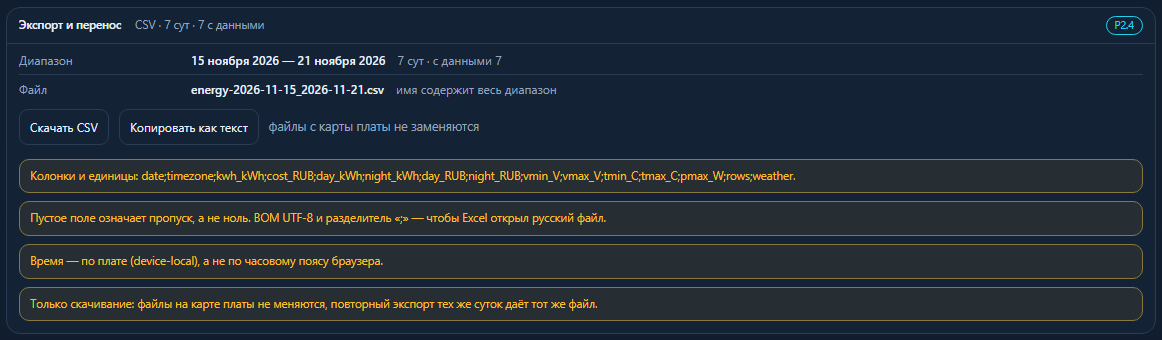 Экспорт и перенос CSV · 7 сут · 7 с данными P2.4
Диапазон 15 ноября 2026 — 21 ноября 2026 7 сут · с данными 7
Файл energy-2026-11-15_2026-11-21.csv имя содержит весь диапазон
Скачать CSV Копировать как текст файлы с карты платы не заменяются
Колонки и единицы: date;timezone;kwh_kWh;cost_RUB;day_kWh;night_kWh;day_RUB;night_RUB;vmin_V;vmax_V;tmin_C;tmax_C;pmax_W;rows;weather.
Пустое поле означает пропуск, а не ноль. BOM UTF-8 и разделитель «;» — чтобы Excel открыл русский файл.
Время — по плате (device-local), а не по часовому поясу браузера.
Только скачивание: файлы на карте платы не меняются, повторный экспорт тех же суток даёт тот же файл.